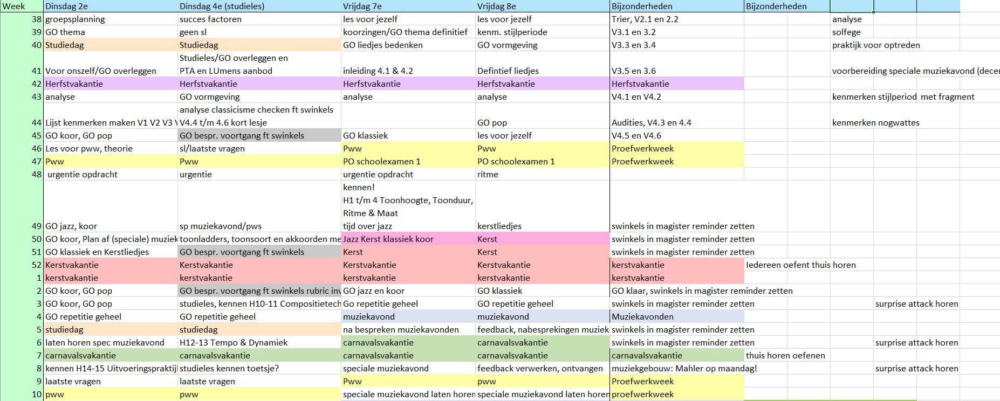 Week Dinsdag 2e Dinsdag 4e (studieles) Vrijdag 7e Vrijdag 8e Bijzonderheden Bijzonderheden
38 groepsplanning succes factoren les voor jezelf les voor jezelf Trier, V2.1 en 2.2 analyse
39 GO thema geen sl koorzingen/GO thema definitief kenm. stijlperiode V3.1 en 3.2 solfege
40 Studiedag Studiedag GO liedjes bedenken GO vormgeving V3.3 en 3.4 praktijk voor optreden
Studieles/GO overleggen en
41 Voor onszelf/GO overleggen PTA en LUmens aanbod inleiding 4.1 & 4.2 Defintief liedjes V3.5 en 3.6 voorbereiding speciale muziekavond (dece
42 Herfstvakantie Herfstvakantie Herfstvakantie Herfstvakantie Herfstvakantie
43 analyse GO vormgeving analyse analyse V4.1 en V4.2 kenmerken stijlperiod met fragment
analyse classicisme checken ft swinkels
44 Lijst kenmerken maken V1 V2 V3 V4.4 t/m 4.6 kort lesje GO pop Audities, V4.3 en 4.4 kenmerken nogwattes
45 GO koor, GO pop GO bespr. voortgang ft swinkels GO klassiek les voor jezelf V4.5 en V4.6
46 Les voor pww, theorie sl/laatste vragen Pww Pww Proefwerkweek
47 Pww Pww PO schoolexamen 1 PO schoolexamen 1 Proefwerkweek
48 urgentie opdracht urgentie urgentie opdracht ritme
kennen!
H1 t/m 4 Toonhoogte, Toonduur,
Ritme & Maat
49 GO jazz, koor sp muziekavond/pws tijd over jazz kerstliedjes swinkels in magister reminder zetten
50 GO koor, Plan af (speciale) muziek toonladders, toonsoort en akkoorden me Jazz Kerst klassiek koor Kerst swinkels in magister reminder zetten
51 GO klassiek en Kerstliedjes GO bespr. voortgang ft swinkels Kerst Kerst swinkels in magister reminder zetten
52 Kerstvakantie Kerstvakantie Kerstvakantie Kerstvakantie kerstvakantie Iedereen oefent thuis horen
1 kerstvakantie kerstvakantie kerstvakantie kerstvakantie kerstvakantie
2 GO koor, GO pop GO bespr. voortgang ft swinkels rubric inv GO jazz en koor GO klassiek GO klaar, swinkels in magister reminder zetten
3 GO koor, GO pop studieles, kennen H10-11 Compositietech Go repetitie geheel GO repetitie geheel swinkels in magister reminder zetten surprise attack horen
4 GO repetitie geheel GO repetitie geheel muziekavond muziekavond Muziekavonden
5 studiedag studiedag na bespreken muziekavonden feedback, nabesprekingen muziek swinkels in magister reminder zetten
6 laten horen spec muziekavond H12-13 Tempo & Dynamiek carnavalsvakantie carnavalsvakantie swinkels in magister reminder zetten surprise attack horen
7 carnavalsvakantie carnavalsvakantie carnavalsvakantie carnavalsvakantie carnavalsvakantie thuis horen oefenen
8 kennen H14-15 Uitvoeringspraktij studieles kennen toetsje? speciale muziekavond feedback verwerken, ontvangen muziekgebouw: Mahler op maandag! surprise attack horen
9 laatste vragen laatste vragen Pww pww Proefwerkweek
10 pww pww speciale muziekavond laten horen speciale muziekavond laten horen proefwerkweek